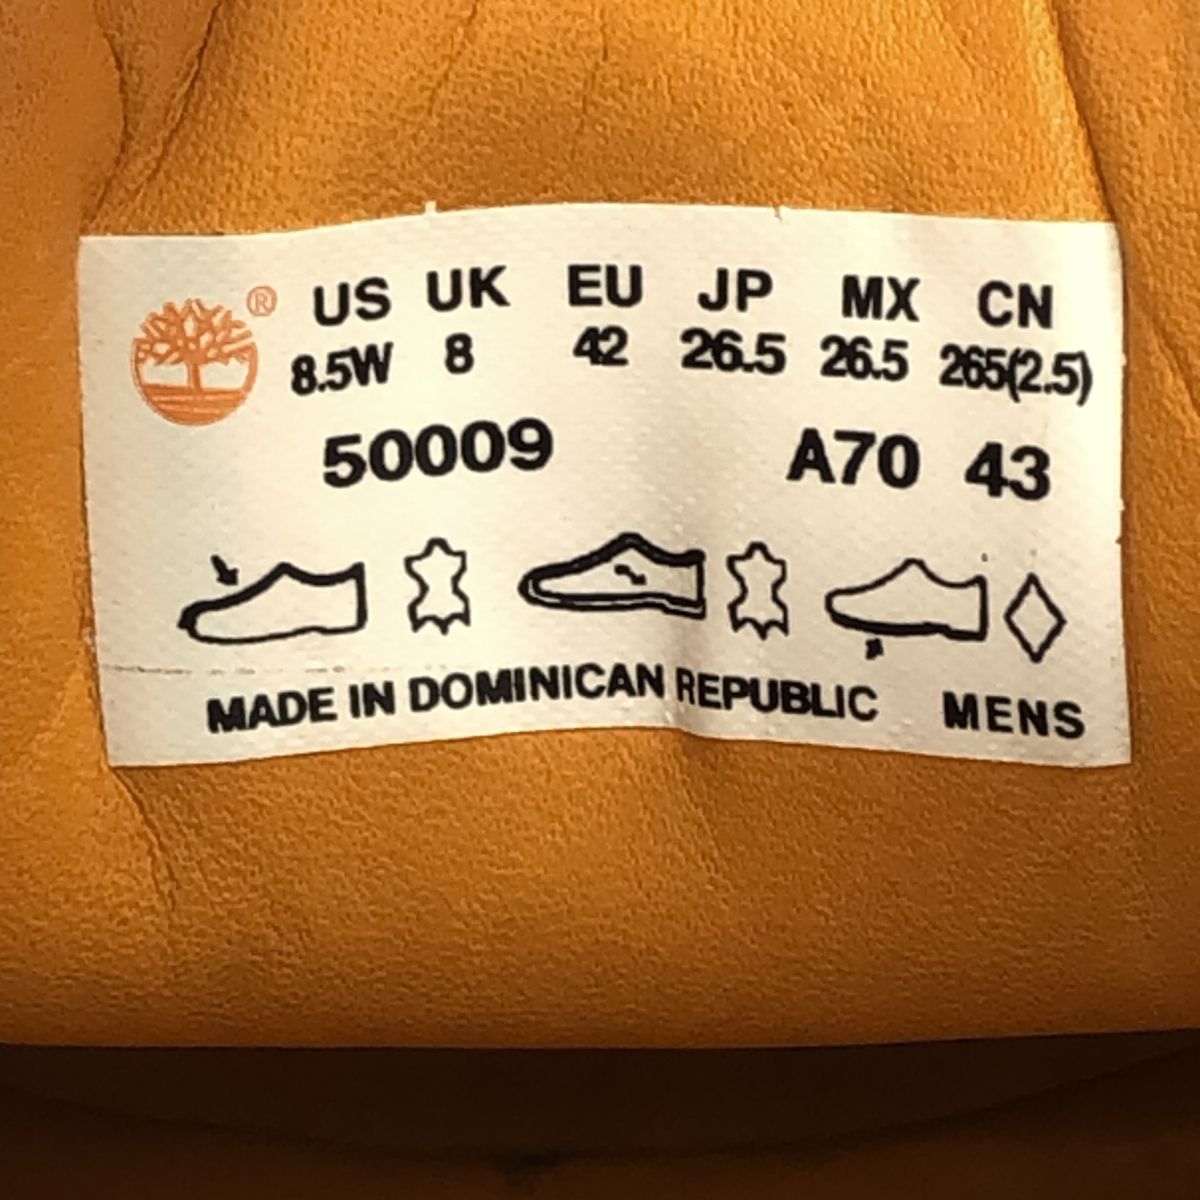 ® US UK EU JP MX CN
8.5W 8 42 26.5 26.5 265(2.5)
50009 A70 43
MADE IN DOMINICAN REPUBLIC MENS